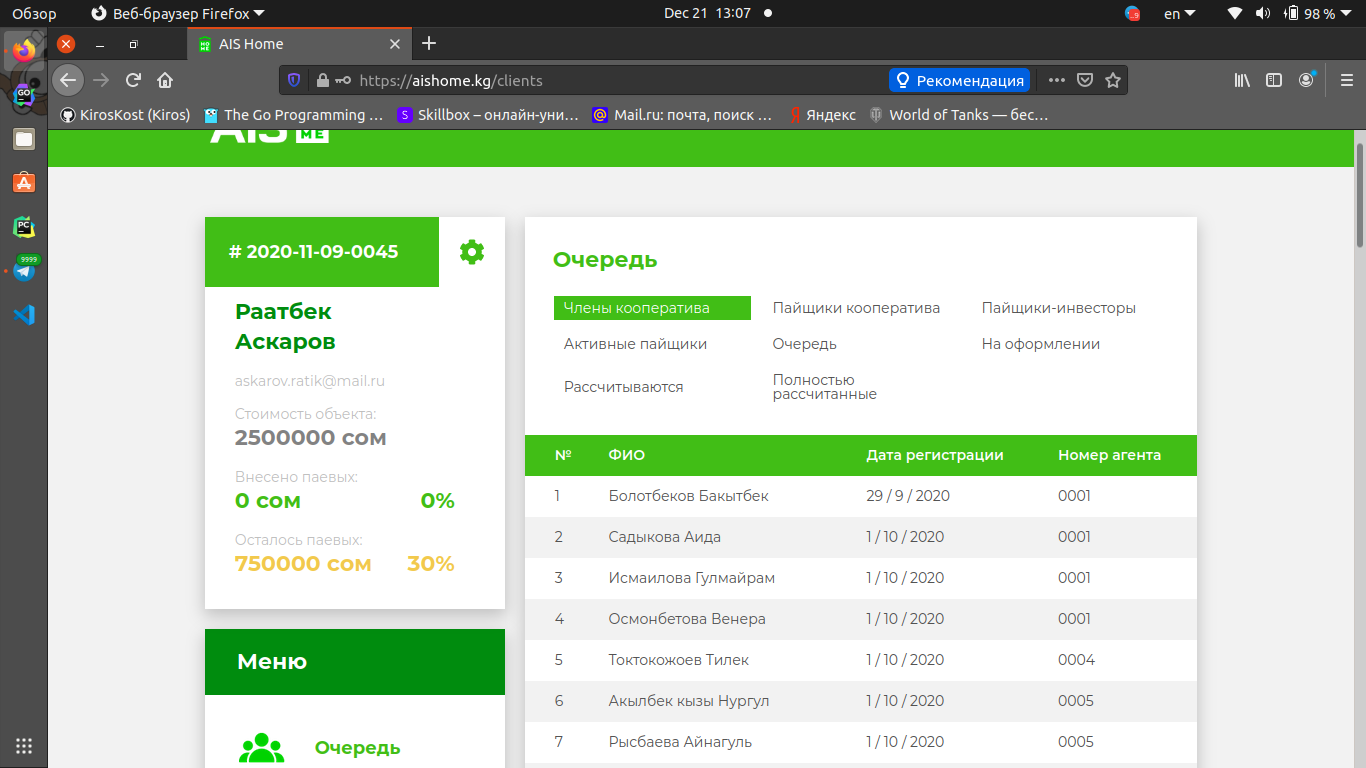 Обзор
Веб-браузер Firefox
Dec 21 13:07
en
98 %
AIS Home
https://aishome.kg/clients
Рекомендация
KirosKost (Kiros)
The Go Programming …
Skillbox – онлайн-уни…
Mail.ru: почта, поиск …
Яндекс
World of Tanks — бес…
AIS
ME
# 2020-11-09-0045
Раатбек
Аскаров
askarov.ratik@mail.ru
Стоимость объекта:
2500000 сом
Внесено паевых:
0 сом 0%
Осталось паевых:
750000 сом 30%
Меню
Очередь
Очередь
Члены кооператива Пайщики кооператива Пайщики-инвесторы
Активные пайщики Очередь На оформлении
Рассчитываются Полностью
рассчитанные
№ ФИО Дата регистрации Номер агента
1 Болотбеков Бакытбек 29 / 9 / 2020 0001
2 Садыкова Аида 1 / 10 / 2020 0001
3 Исмаилова Гулмайрам 1 / 10 / 2020 0001
4 Осмонбетова Венера 1 / 10 / 2020 0001
5 Токтокожоев Тилек 1 / 10 / 2020 0004
6 Акылбек кызы Нургул 1 / 10 / 2020 0005
7 Рысбаева Айнагуль 1 / 10 / 2020 0005
GO
PC
9999